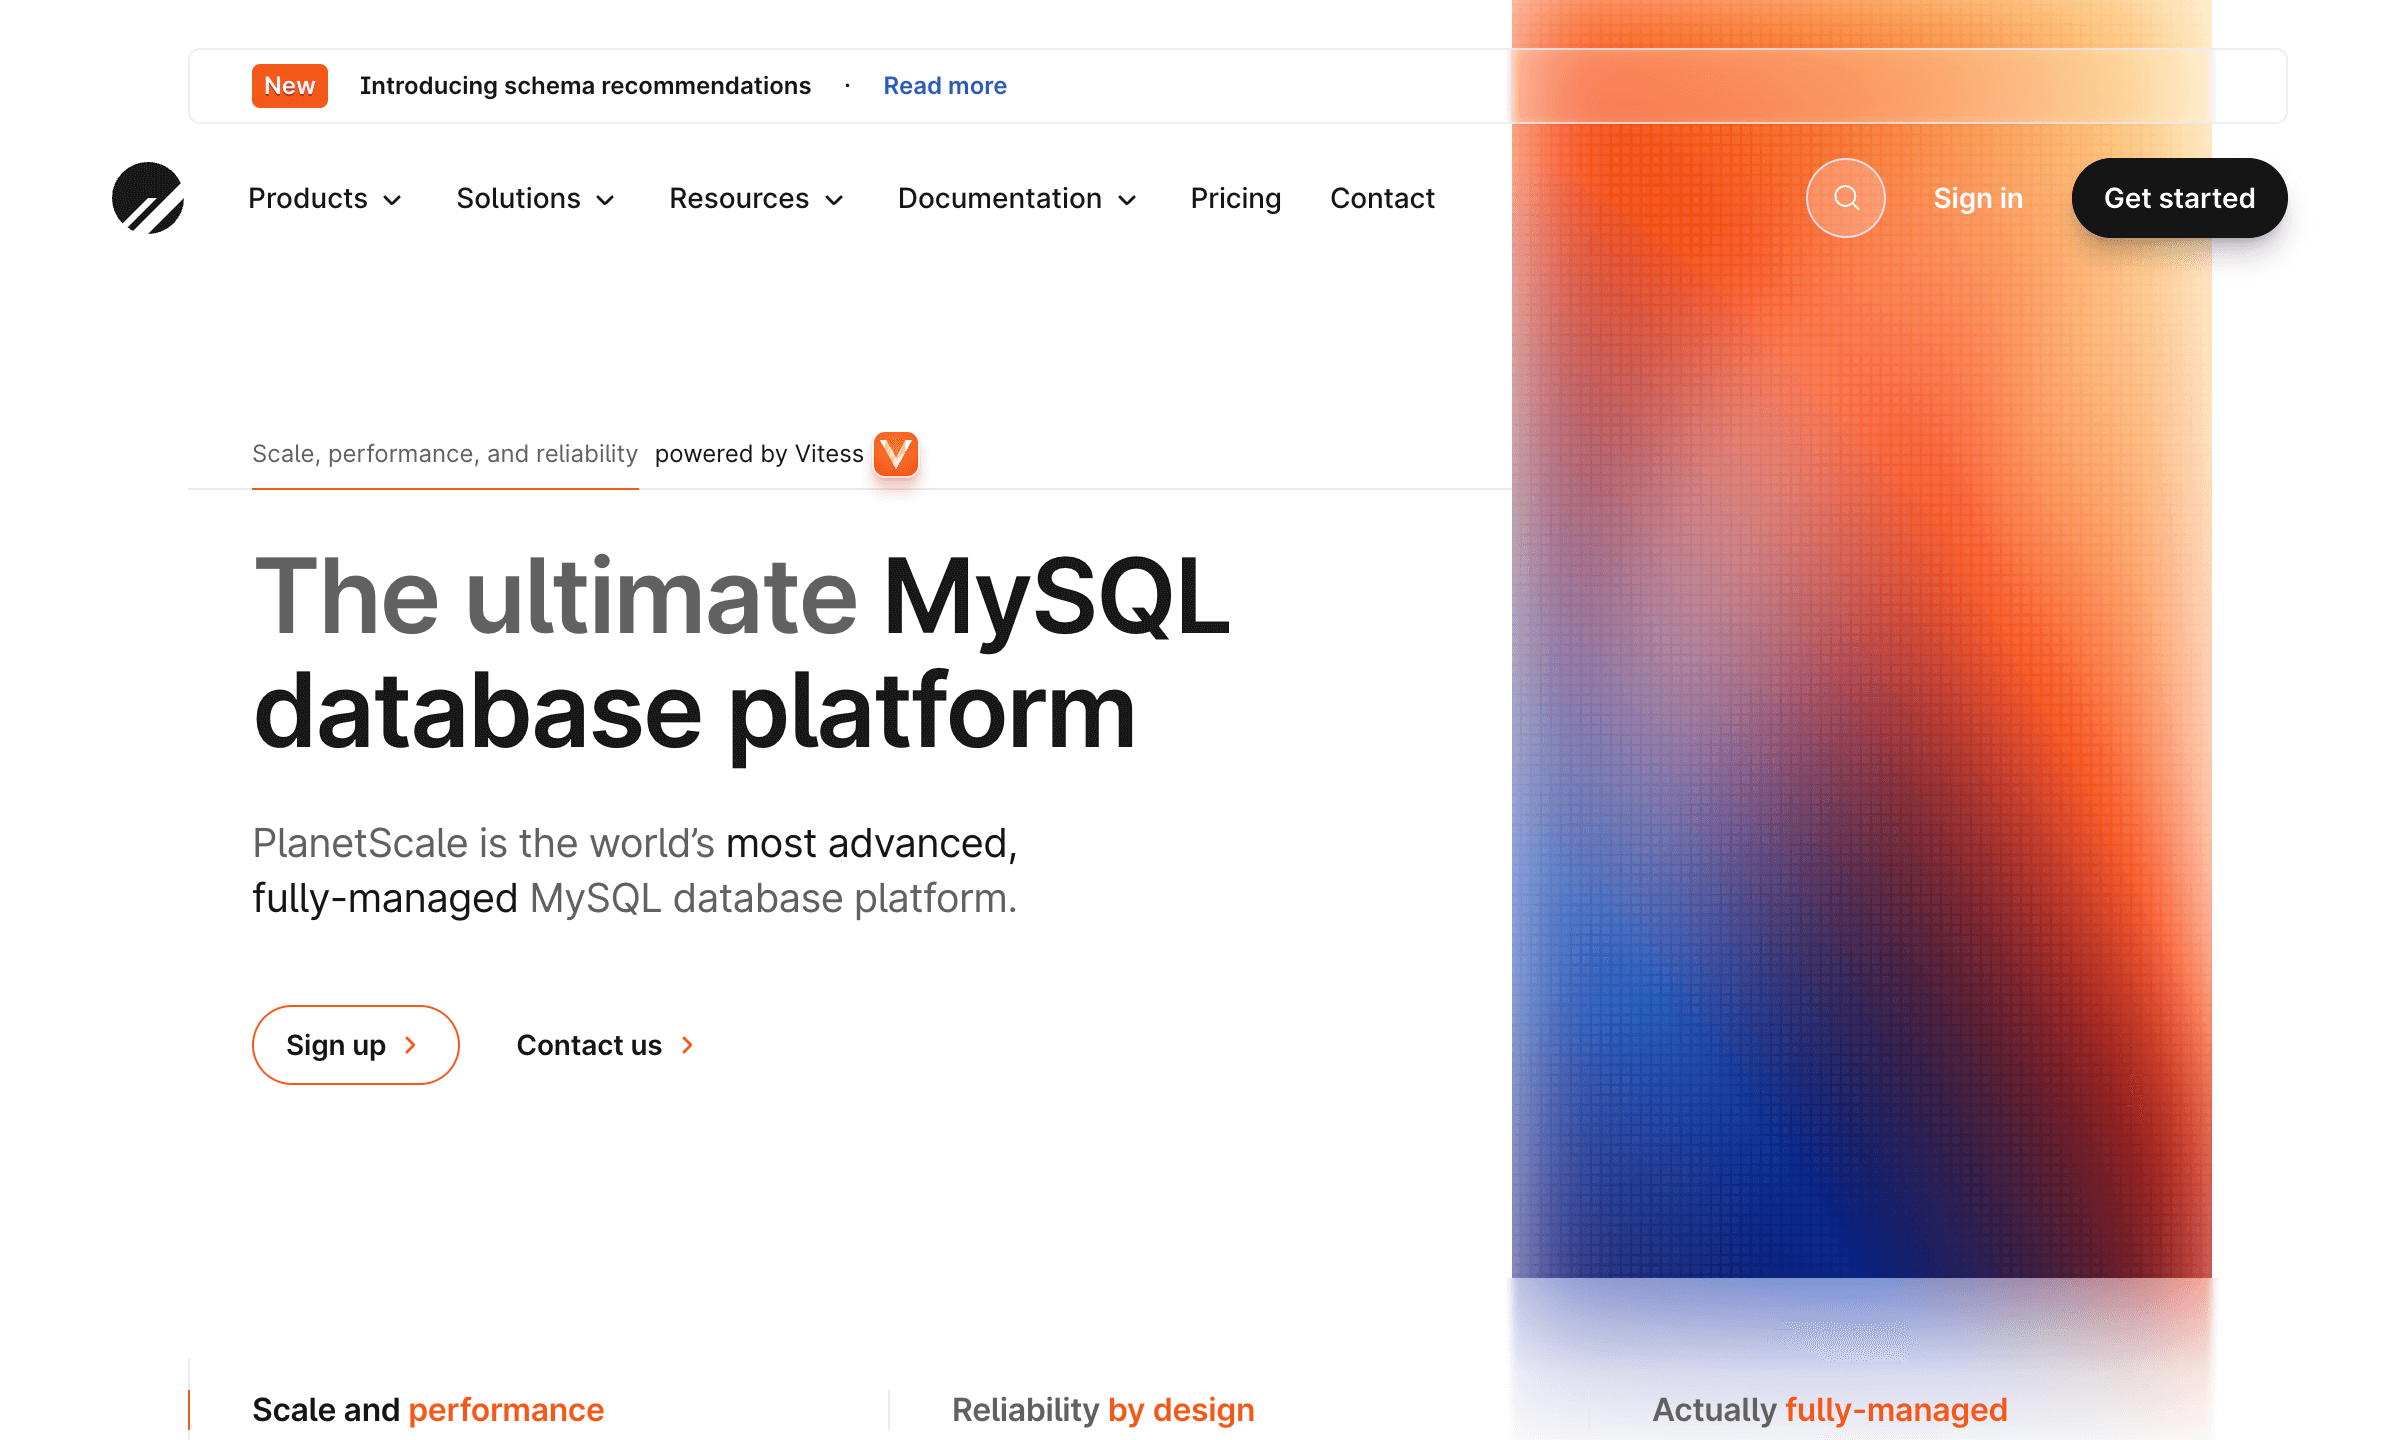 New Introducing schema recommendations · Read more
Products Solutions Resources Documentation Pricing Contact Sign in Get started
Scale, performance, and reliability powered by Vitess
The ultimate MySQL
database platform
PlanetScale is the world’s most advanced,
fully-managed MySQL database platform.
Sign up Contact us
Scale and performance Reliability by design Actually fully-managed